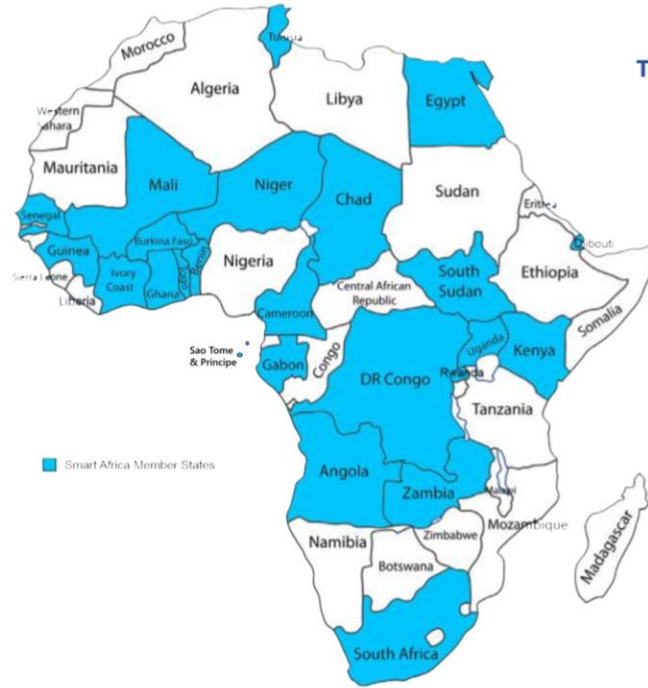 T
Tunisia
Morocco
Algeria
Libya
Egypt
Western
Sahara
Mauritania
Mali
Niger
Chad
Sudan
Eritrea
Djibouti
Senegal
Burkina Faso
Guinea
Ivory
Coast
Ghana
Togo
Benin
Nigeria
Sierra Leone
Liberia
Central African
Republic
South
Sudan
Ethiopia
Somalia
Cameroon
Sao Tome
& Principe
Gabon
Congo
DR Congo
Uganda
Kenya
Rwanda
Tanzania
Smart Africa Member States
Angola
Zambia
Malawi
Mozambique
Zimbabwe
Namibia
Botswana
Madagascar
South Africa